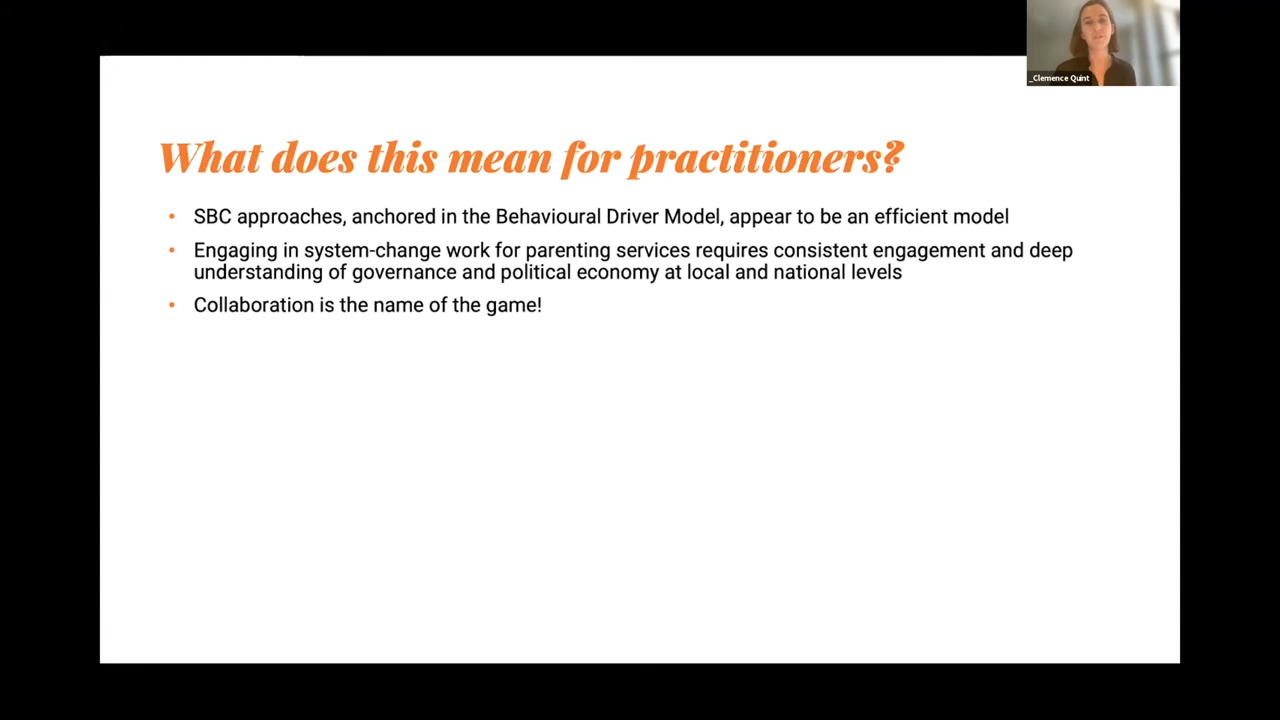 _Clemence Quint
What does this mean for practitioners?
• SBC approaches, anchored in the Behavioural Driver Model, appear to be an efficient model
• Engaging in system-change work for parenting services requires consistent engagement and deep
understanding of governance and political economy at local and national levels
• Collaboration is the name of the game!